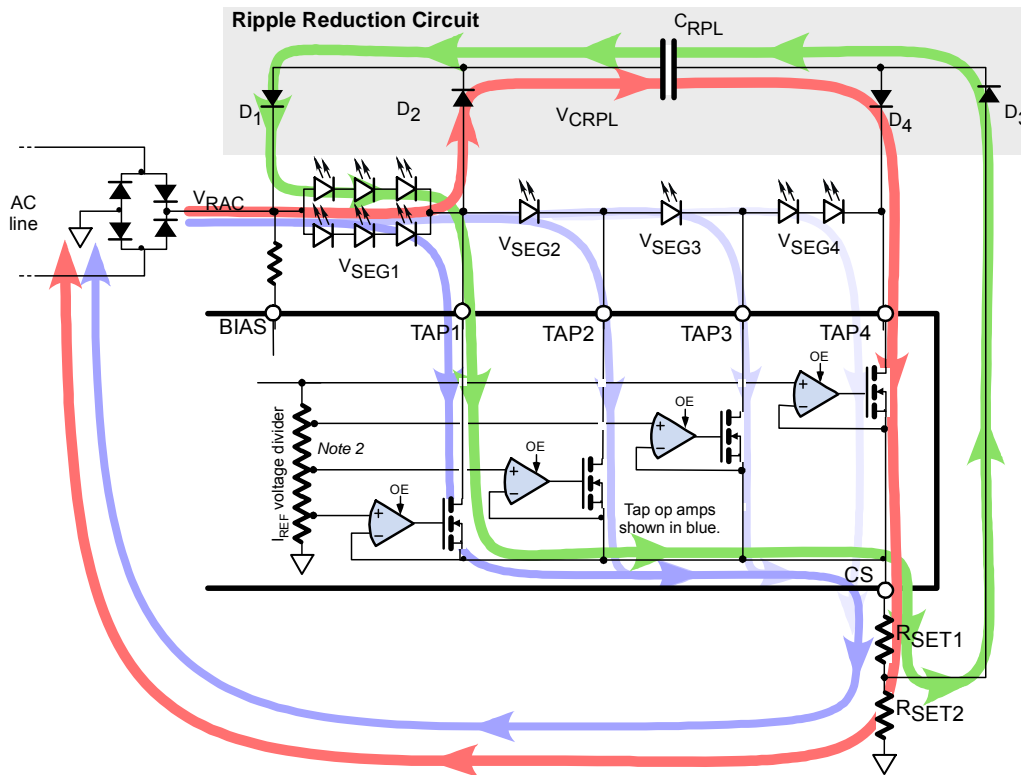 Ripple Reduction Circuit
CRPL
D1
D2
VCRPL
D4
D3
AC
line
VRAC
VSEG1
VSEG2
VSEG3
VSEG4
BIAS
TAP1
TAP2
TAP3
TAP4
IREF voltage divider
Note 2
OE
+
−
OE
+
−
OE
+
−
OE
+
−
Tap op amps
shown in blue.
CS
RSET1
RSET2